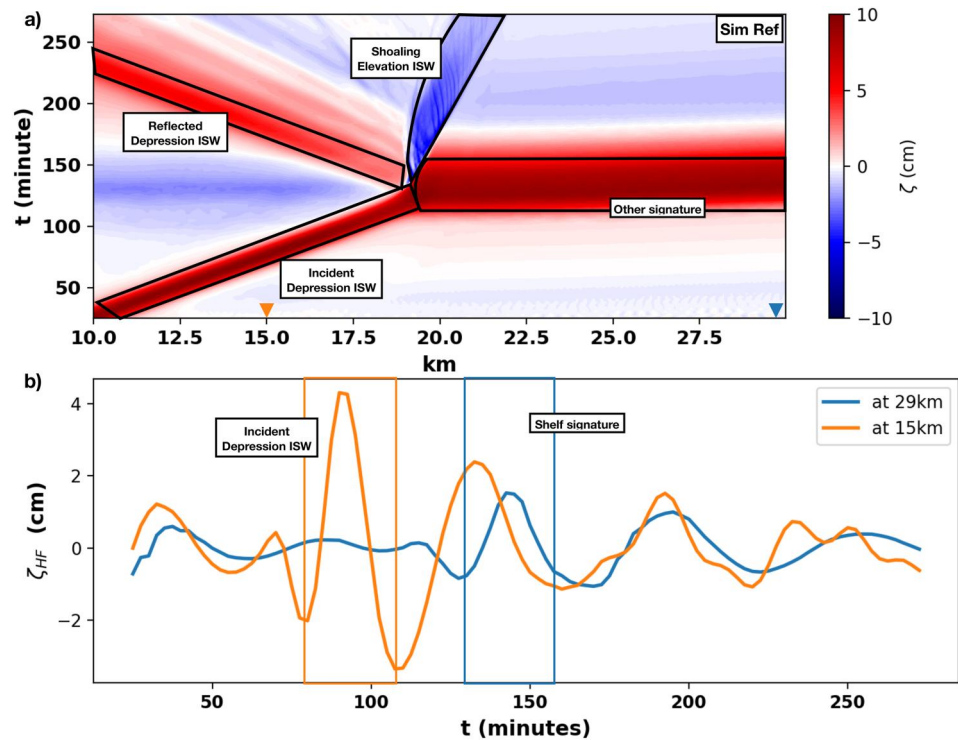 a)
Sim Ref
Shoaling
Elevation ISW
Reflected
Depression ISW
Other signature
Incident
Depression ISW
t (minute)
250
200
150
100
50
10.0 12.5 15.0 17.5 20.0 22.5 25.0 27.5
km
10
5
0
−5
−10
ζ (cm)
b)
Incident
Depression ISW
Shelf signature
at 29km
at 15km
ζHF (cm)
4
2
0
−2
50 100 150 200 250
t (minutes)